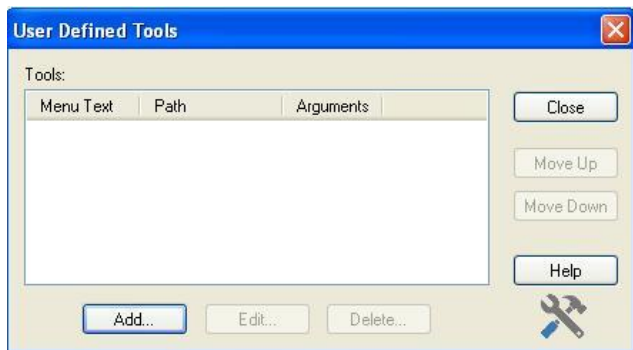 User Defined Tools
Tools:
Menu Text Path Arguments
Close
Move Up
Move Down
Help
Add... Edit... Delete...